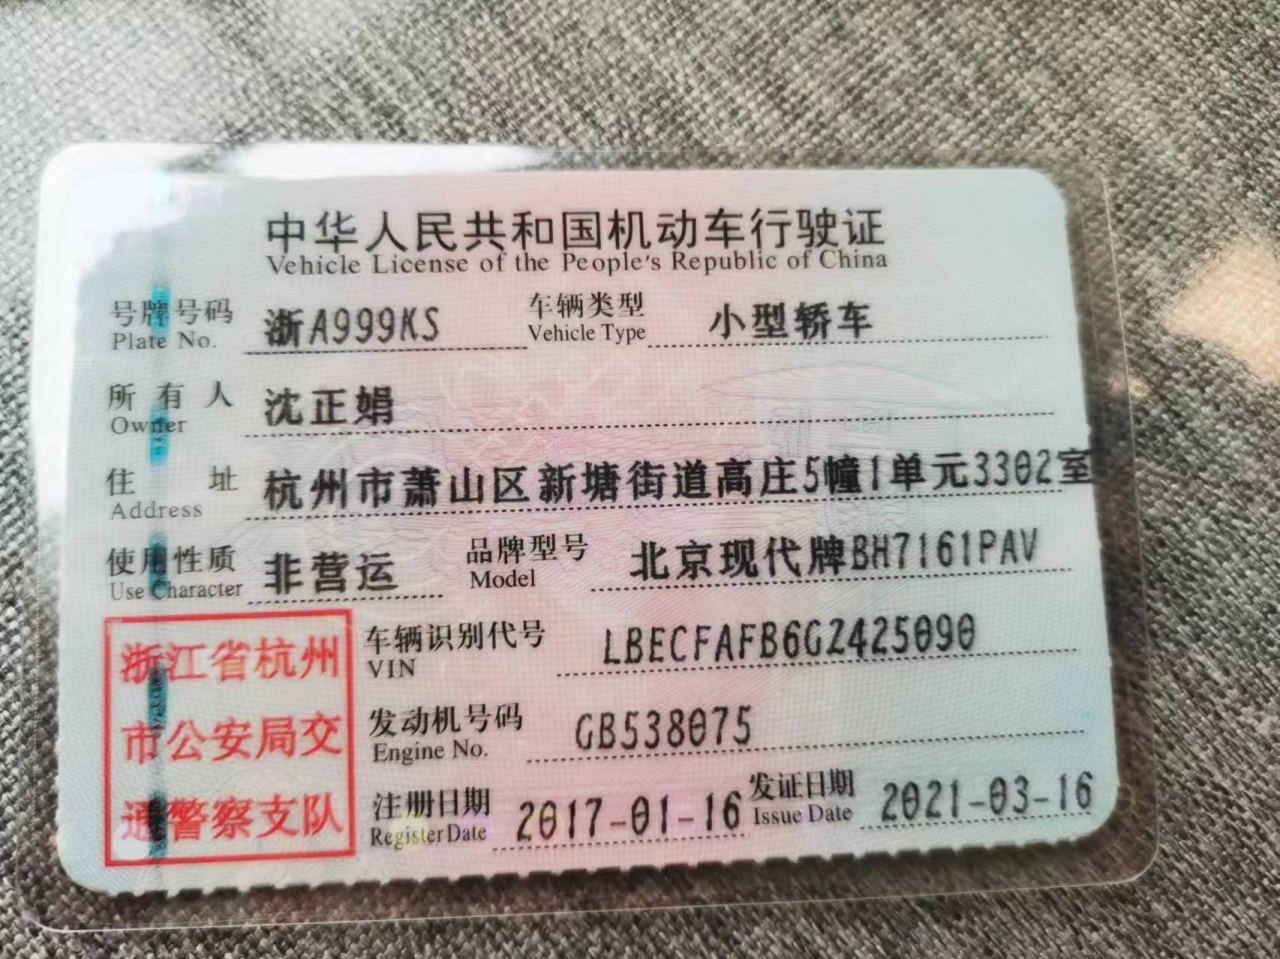 中华人民共和国机动车行驶证
Vehicle License of the People's Republic of China
号牌号码 浙A999KS 车辆类型 小型轿车
Plate No. Vehicle Type
所有人 沈正娟
Owner
住址 杭州市萧山区新塘街道高庄5幢1单元3302室
Address
使用性质 非营运 品牌型号 北京现代牌BH7161PAV
Use Character Model
浙江省杭州
市公安局交
通警察支队
车辆识别代号 LBECFAFB6GZ425090
VIN
发动机号码 GB538075
Engine No.
注册日期 2017-01-16 发证日期 2021-03-16
Register Date Issue Date